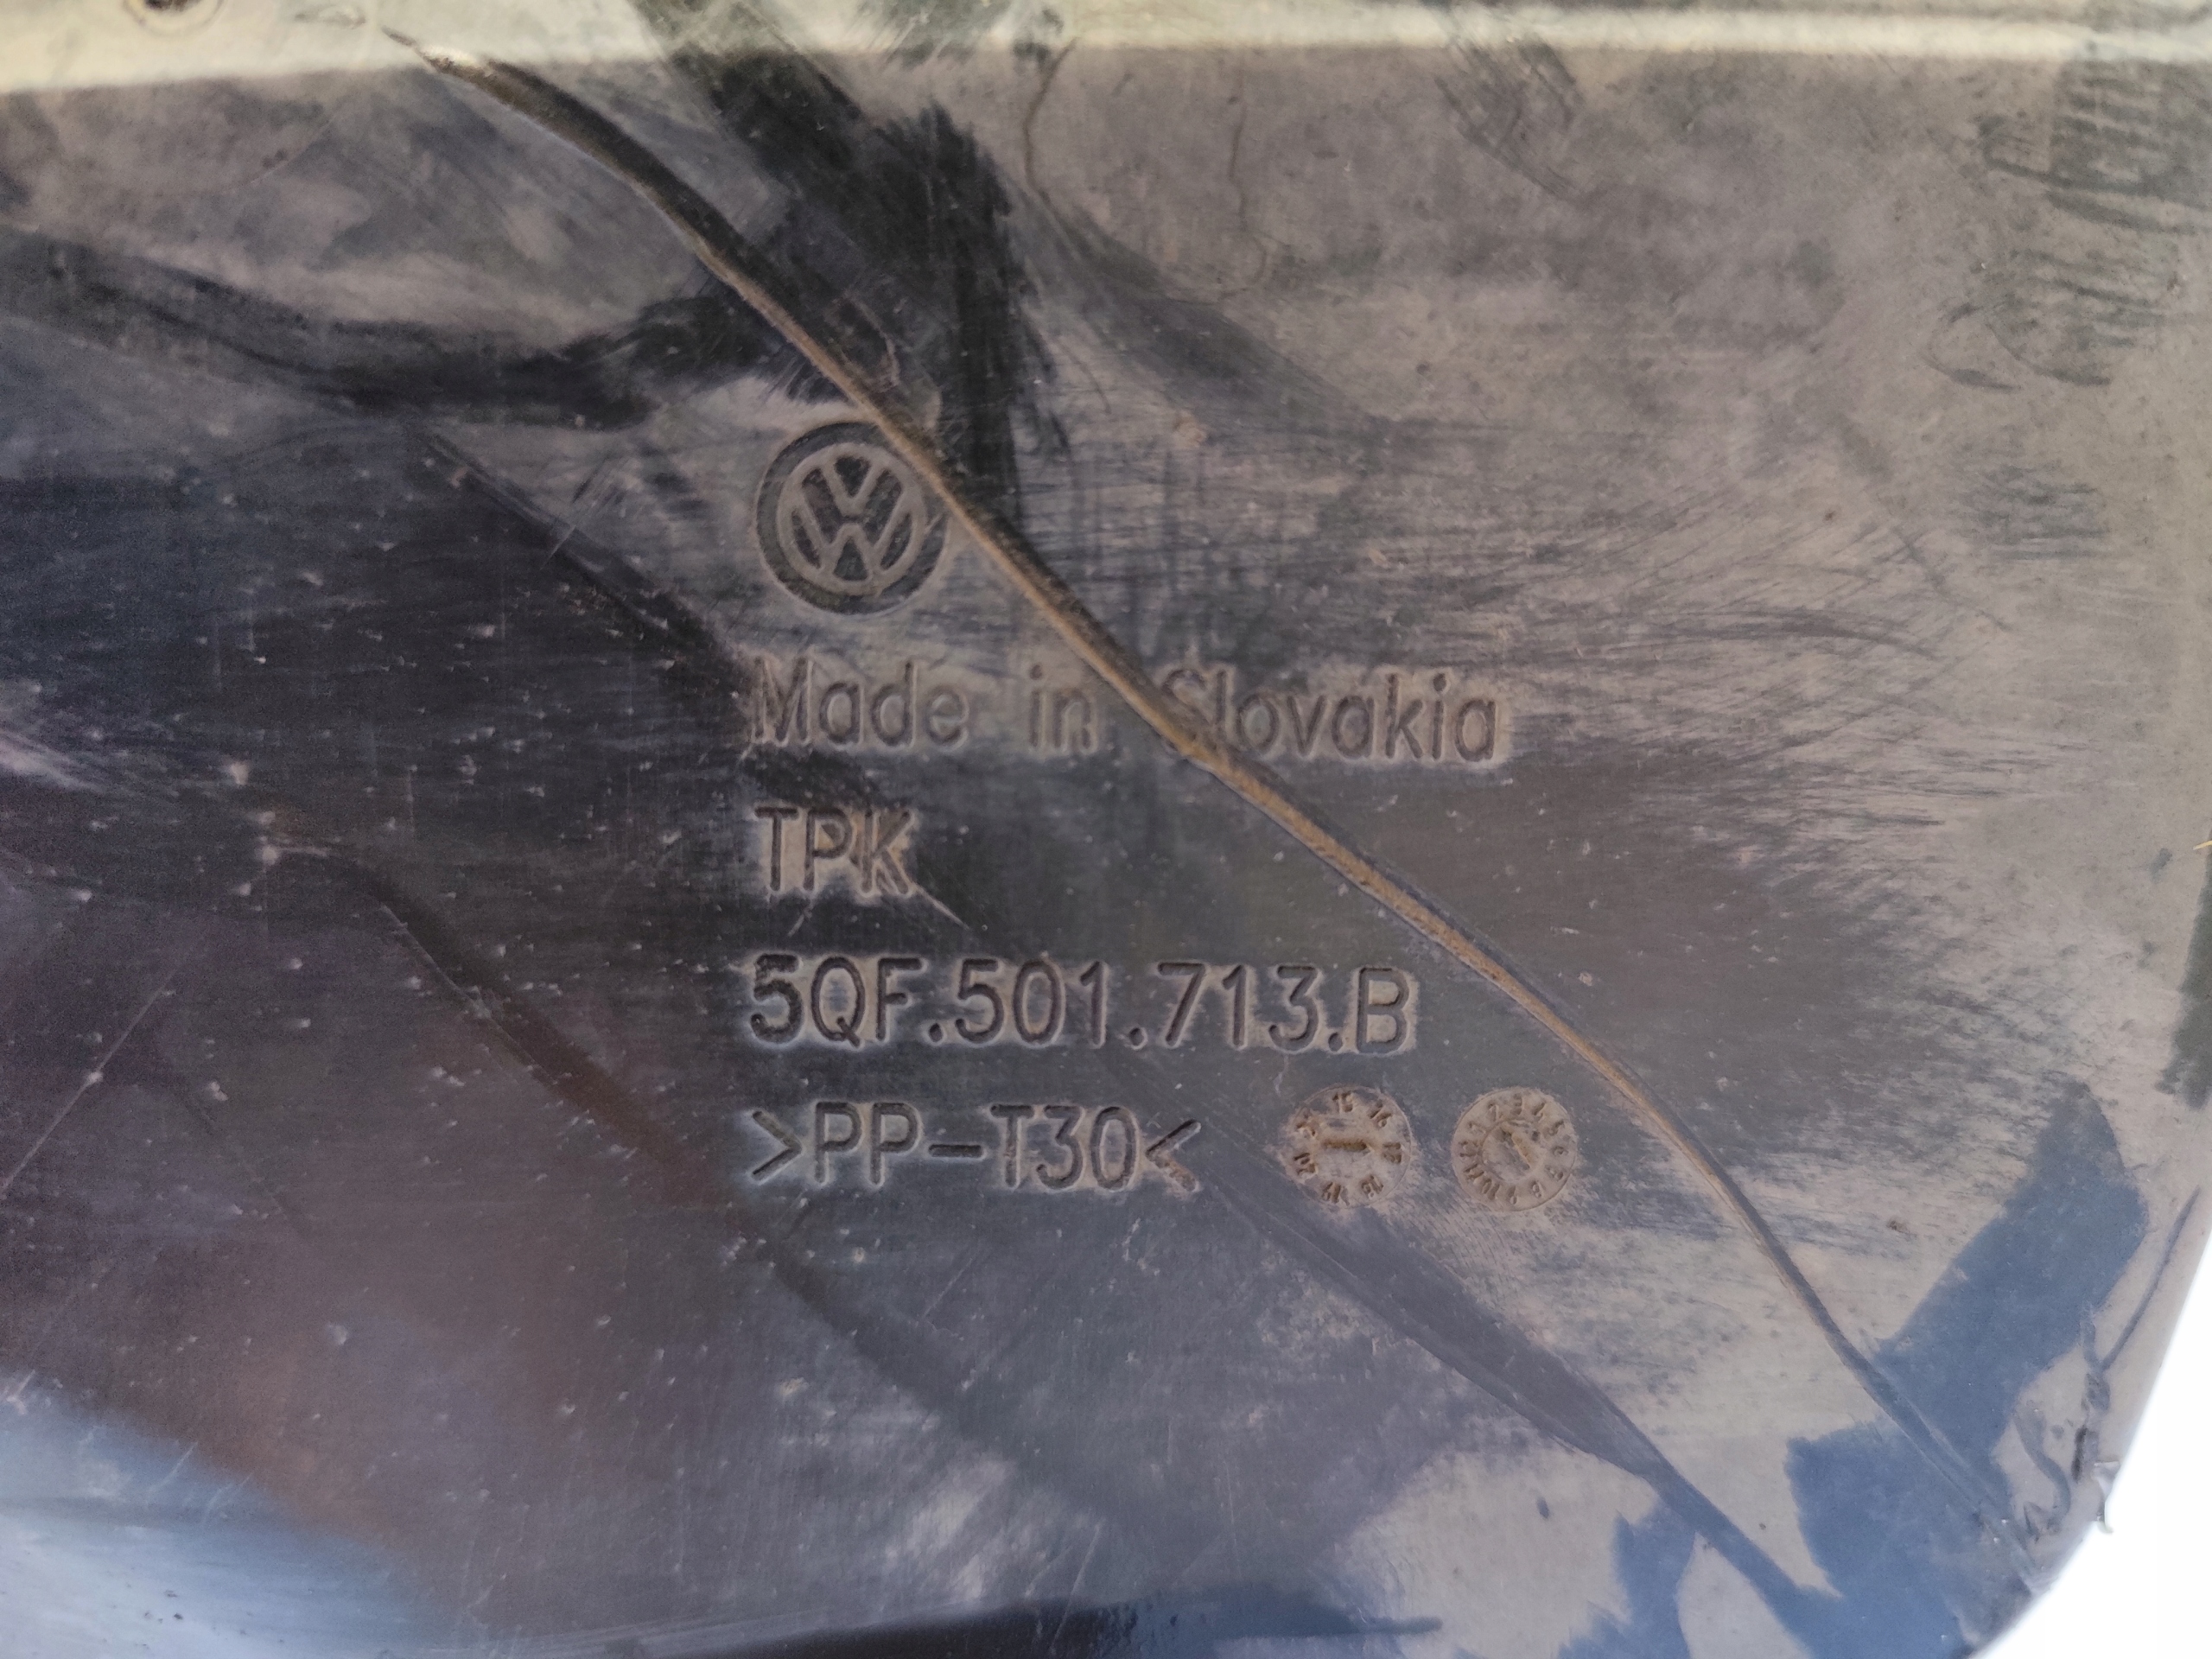 Made in Slovakia
TPK
5QF.501.713.B
>PP-T30<